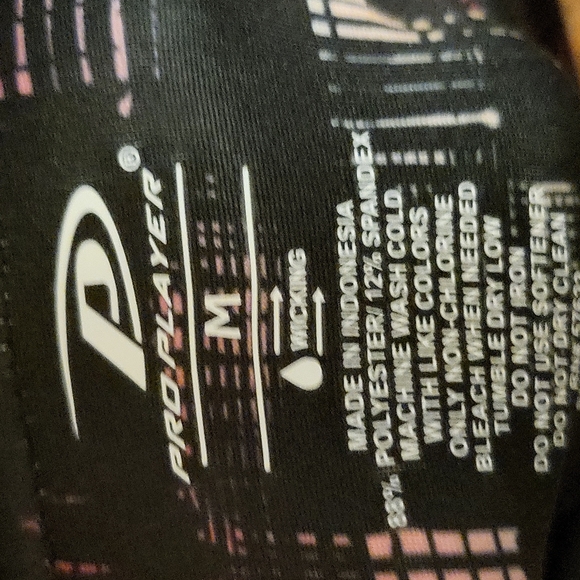 ®
PRO PLAYER
M
WICKING
MADE IN INDONESIA
88% POLYESTER/ 12% SPANDEX
MACHINE WASH COLD
WITH LIKE COLORS
ONLY NON-CHLORINE
BLEACH WHEN NEEDED
TUMBLE DRY LOW
DO NOT IRON
DO NOT USE SOFTENER
DO NOT DRY CLEAN